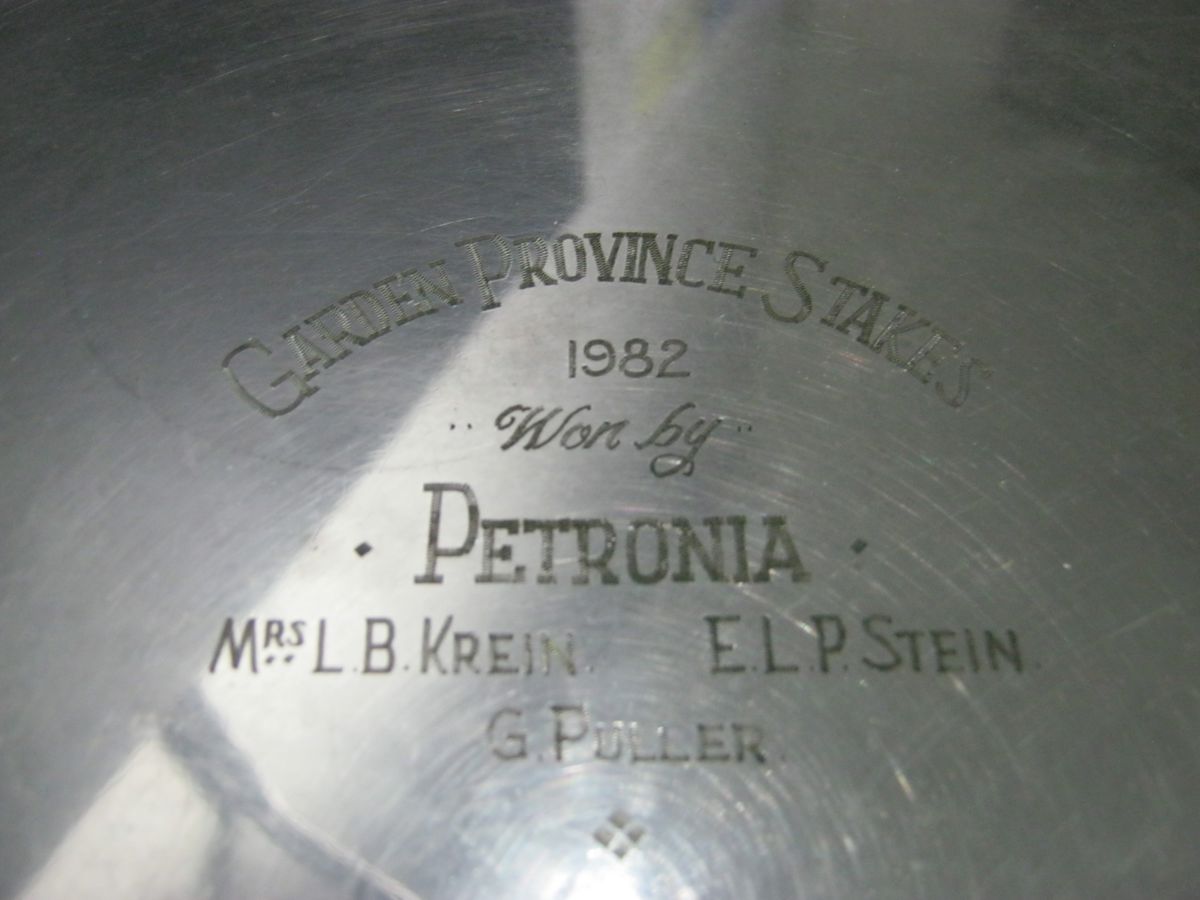 GARDEN PROVINCE STAKES
1982
"Won by"
· PETRONIA ·
MRS L.B. KREIN. E.L.P. STEIN.
G. PULLER.